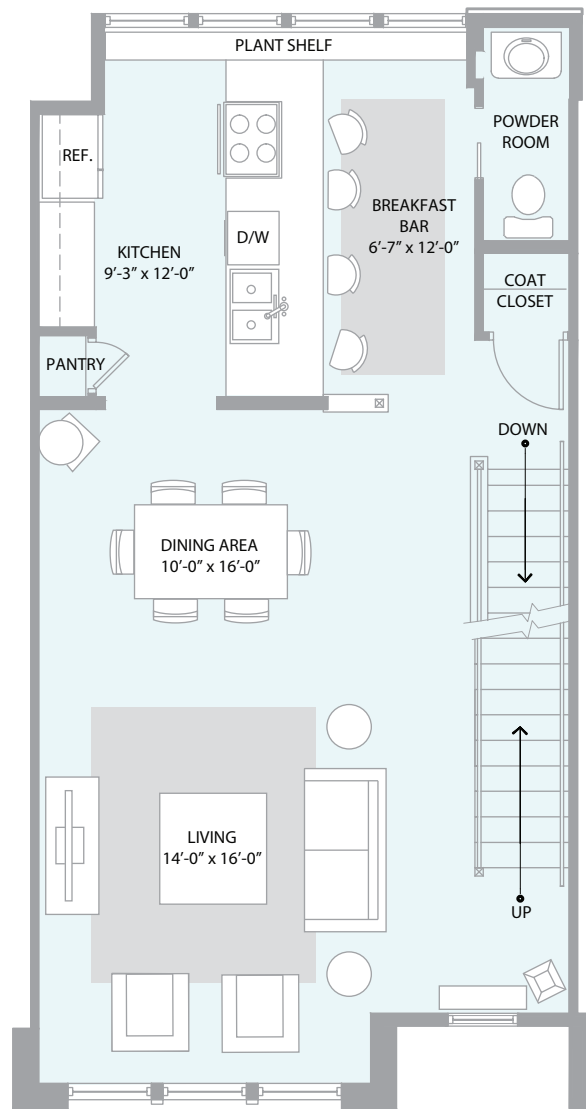 PLANT SHELF
POWDER
ROOM
REF.
BREAKFAST
BAR
6’-7” x 12’-0”
D/W
KITCHEN
9’-3” x 12’-0”
COAT
CLOSET
PANTRY
DOWN
DINING AREA
10’-0” x 16’-0”
LIVING
14’-0” x 16’-0”
UP